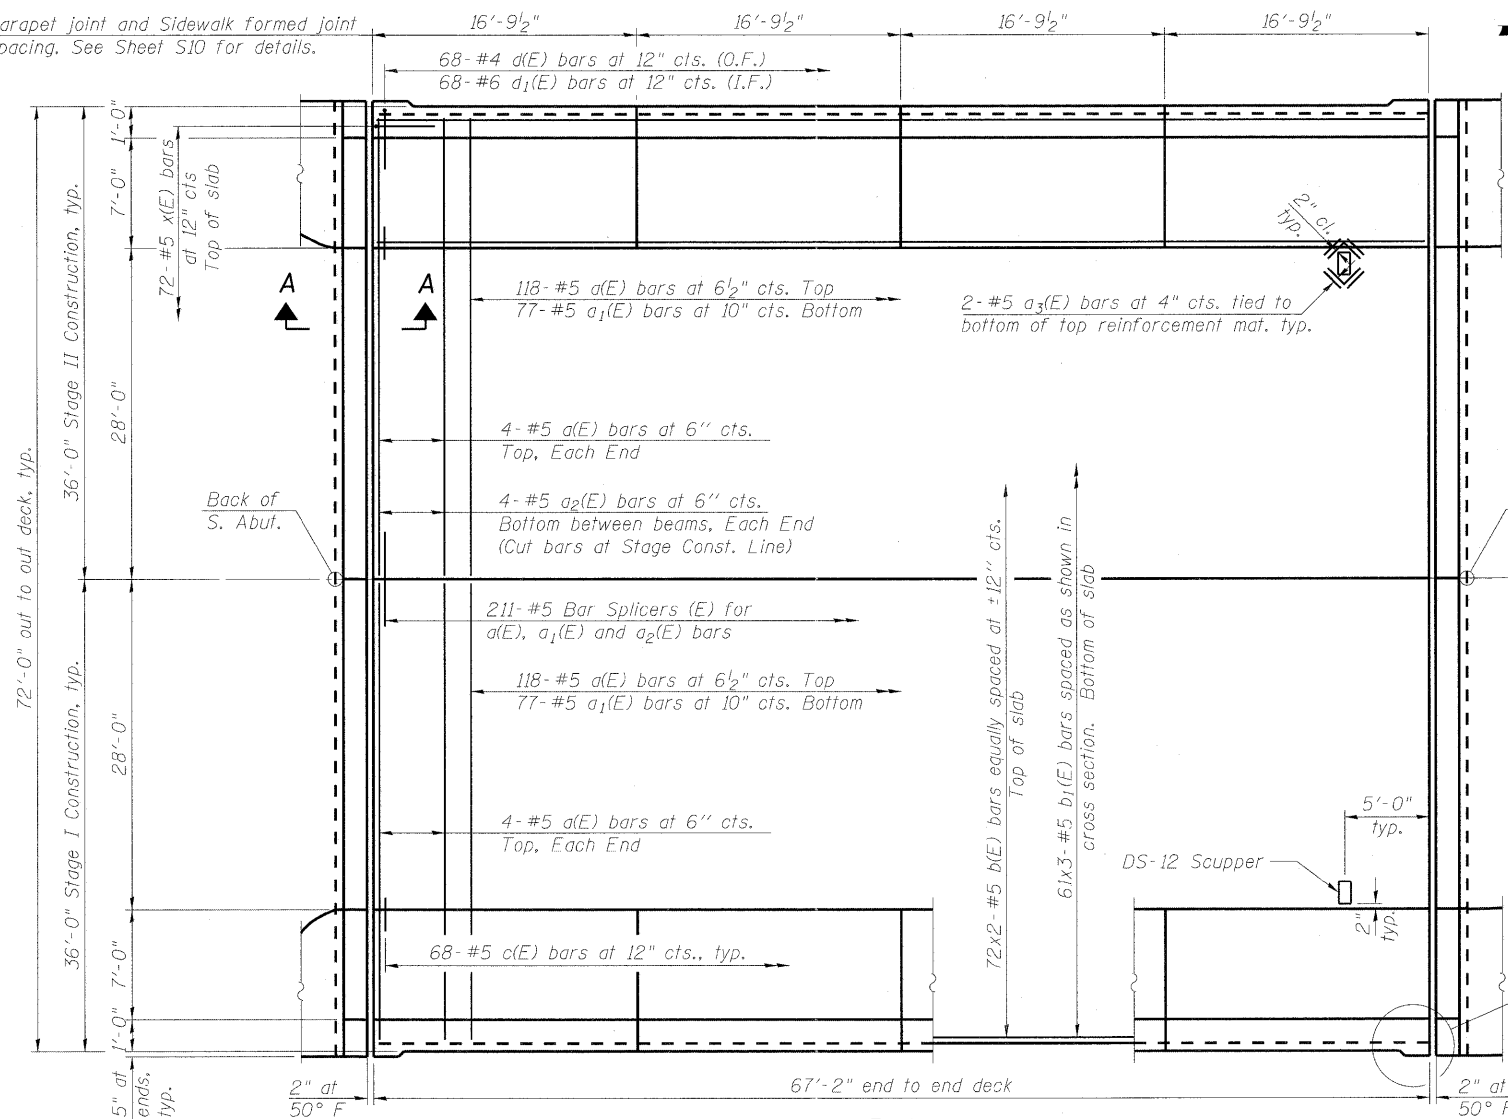 arapet joint and Sidewalk formed joint
pacing. See Sheet S10 for details.
16'-9½"
16'-9½"
16'-9½"
16'-9½"
68-#4 d(E) bars at 12" cts. (O.F.)
68-#6 d₁(E) bars at 12" cts. (I.F.)
1'-0"
7'-0"
72-#5 x(E) bars
at 12" cts
Top of slab
36'-0" Stage II Construction, typ.
28'-0"
72'-0" out to out deck, typ.
A
A
118-#5 a(E) bars at 6½" cts. Top
77-#5 a₁(E) bars at 10" cts. Bottom
2" cl.
typ.
2-#5 a₃(E) bars at 4" cts. tied to
bottom of top reinforcement mat. typ.
4-#5 a(E) bars at 6'' cts.
Top, Each End
Back of
S. Abut.
4-#5 a₂(E) bars at 6'' cts.
Bottom between beams, Each End
(Cut bars at Stage Const. Line)
211-#5 Bar Splicers (E) for
a(E), a₁(E) and a₂(E) bars
118-#5 a(E) bars at 6½" cts. Top
77-#5 a₁(E) bars at 10" cts. Bottom
72x2-#5 b(E) bars equally spaced at ±12'' cts.
Top of slab
61x3-#5 b₁(E) bars spaced as shown in
cross section. Bottom of slab
36'-0" Stage I Construction, typ.
28'-0"
4-#5 a(E) bars at 6'' cts.
Top, Each End
5'-0"
typ.
DS-12 Scupper
2"
typ.
7'-0"
68-#5 c(E) bars at 12" cts., typ.
1'-0"
5" at
ends,
typ.
2" at
50° F
67'-2" end to end deck
2" at
50° F